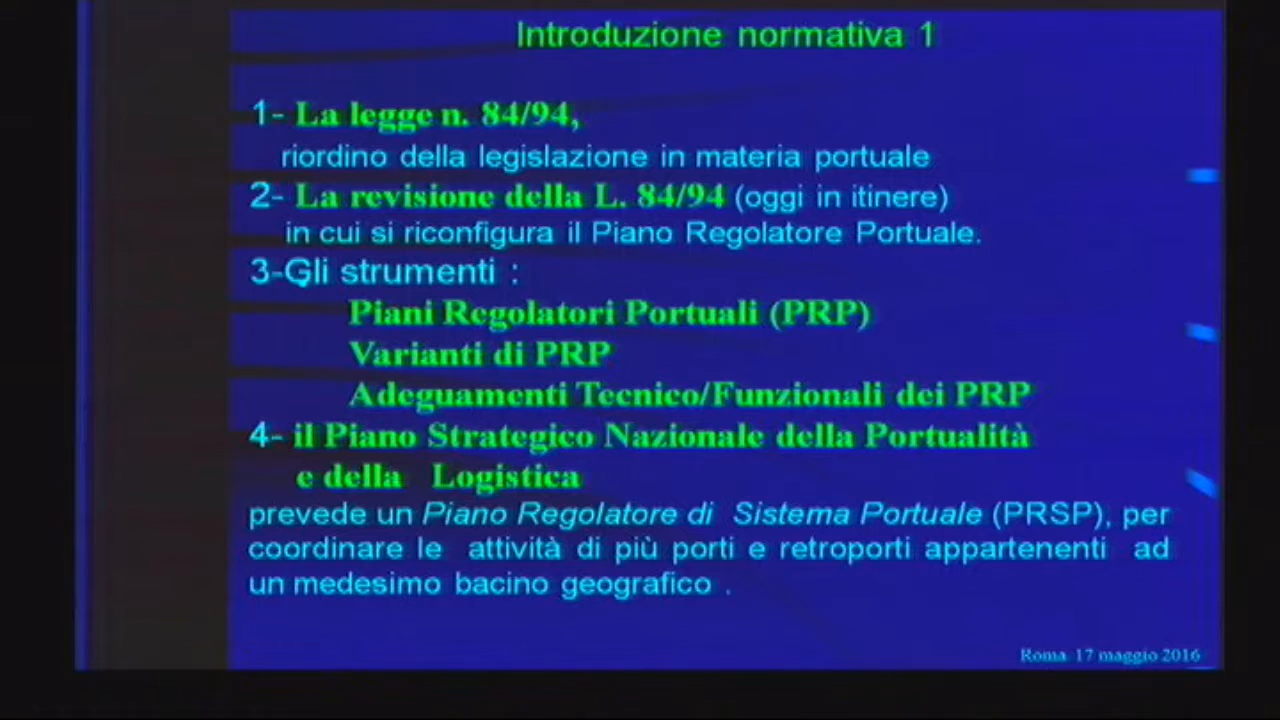 Introduzione normativa 1
1- La legge n. 84/94,
riordino della legislazione in materia portuale
2- La revisione della L. 84/94 (oggi in itinere)
in cui si riconfigura il Piano Regolatore Portuale.
3-Gli strumenti :
Piani Regolatori Portuali (PRP)
Varianti di PRP
Adeguamenti Tecnico/Funzionali dei PRP
4- il Piano Strategico Nazionale della Portualità
e della Logistica
prevede un Piano Regolatore di Sistema Portuale (PRSP), per
coordinare le attività di più porti e retroporti appartenenti ad
un medesimo bacino geografico .
Roma 17 maggio 2016